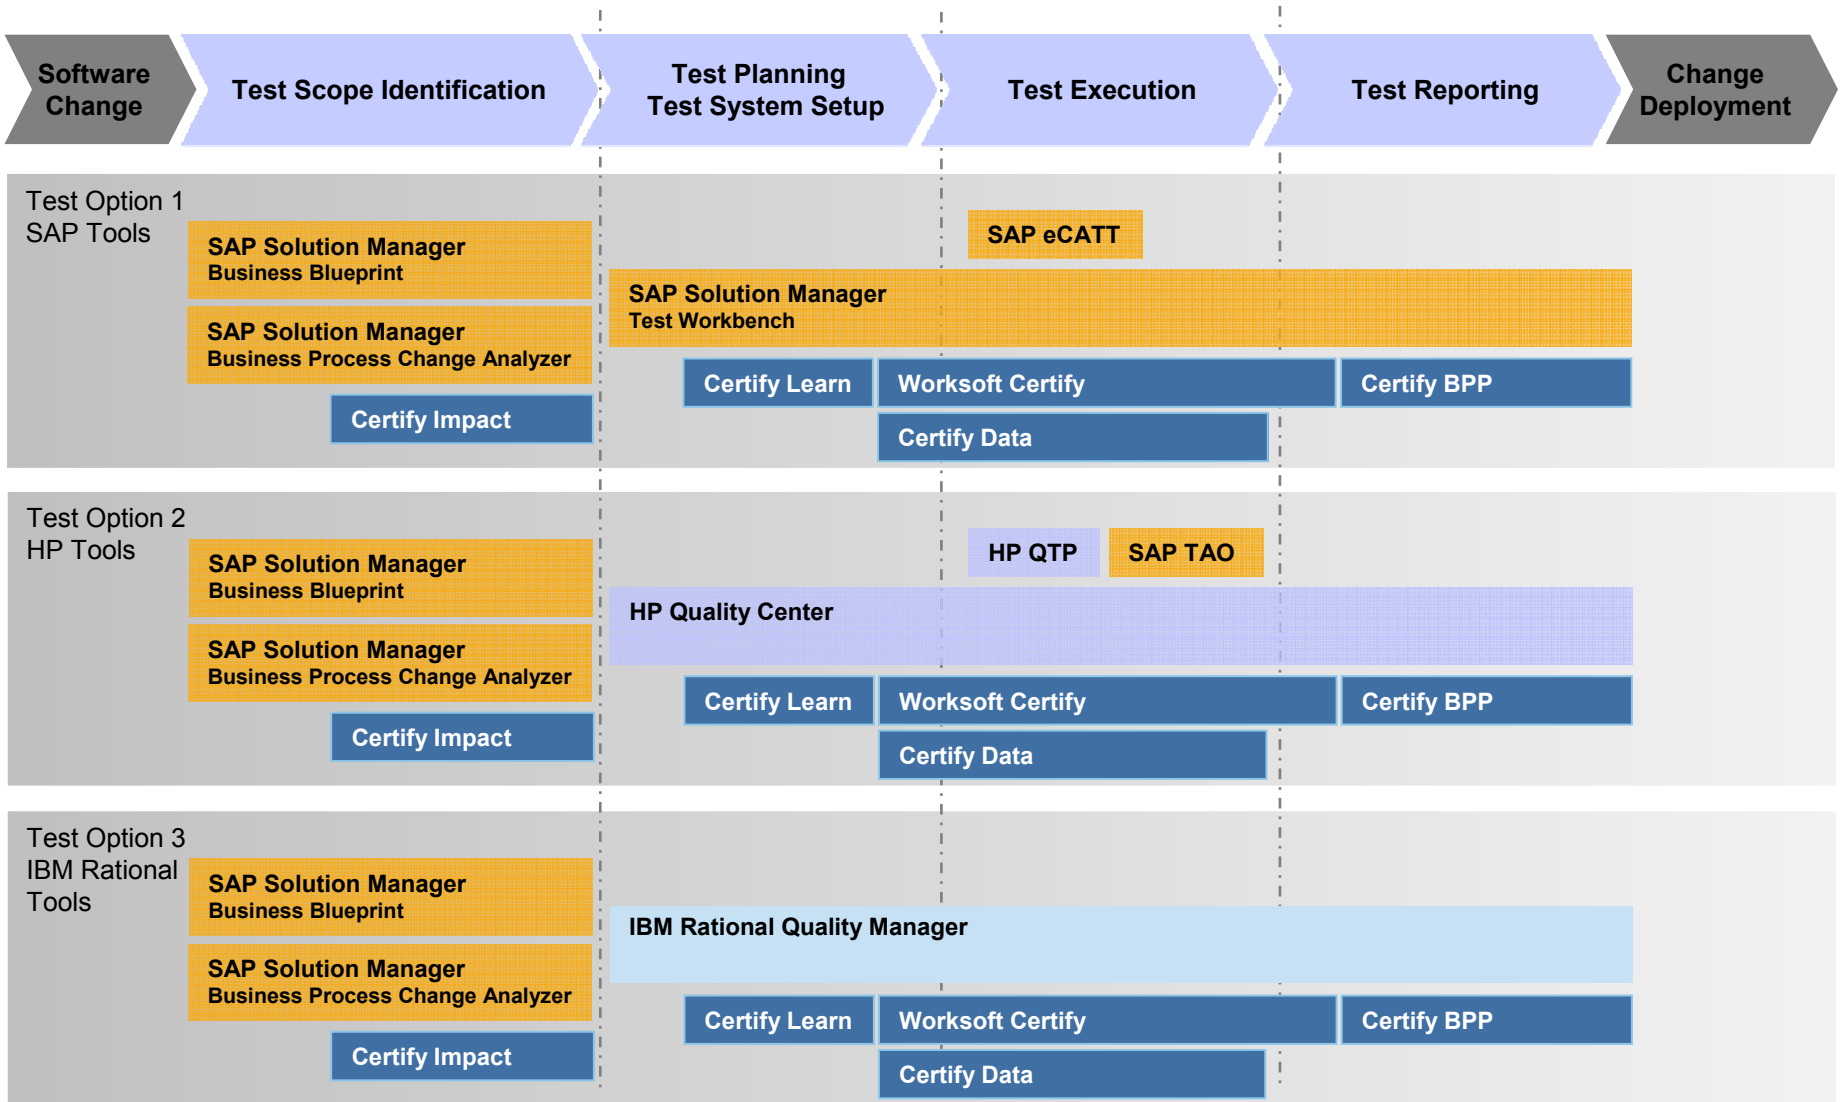 Software
Change
Test Scope Identification
Test Planning
Test System Setup
Test Execution
Test Reporting
Change
Deployment
Test Option 1
SAP Tools
SAP Solution Manager
Business Blueprint
SAP Solution Manager
Business Process Change Analyzer
Certify Impact
SAP eCATT
SAP Solution Manager
Test Workbench
Certify Learn
Worksoft Certify
Certify BPP
Certify Data
Test Option 2
HP Tools
SAP Solution Manager
Business Blueprint
SAP Solution Manager
Business Process Change Analyzer
Certify Impact
HP QTP
SAP TAO
HP Quality Center
Certify Learn
Worksoft Certify
Certify BPP
Certify Data
Test Option 3
IBM Rational
Tools
SAP Solution Manager
Business Blueprint
SAP Solution Manager
Business Process Change Analyzer
Certify Impact
IBM Rational Quality Manager
Certify Learn
Worksoft Certify
Certify BPP
Certify Data